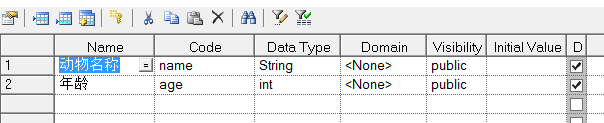 Name Code Data Type Domain Visibility Initial Value D
1 动物名称 = name String <None> public
2 年龄 age int <None> public